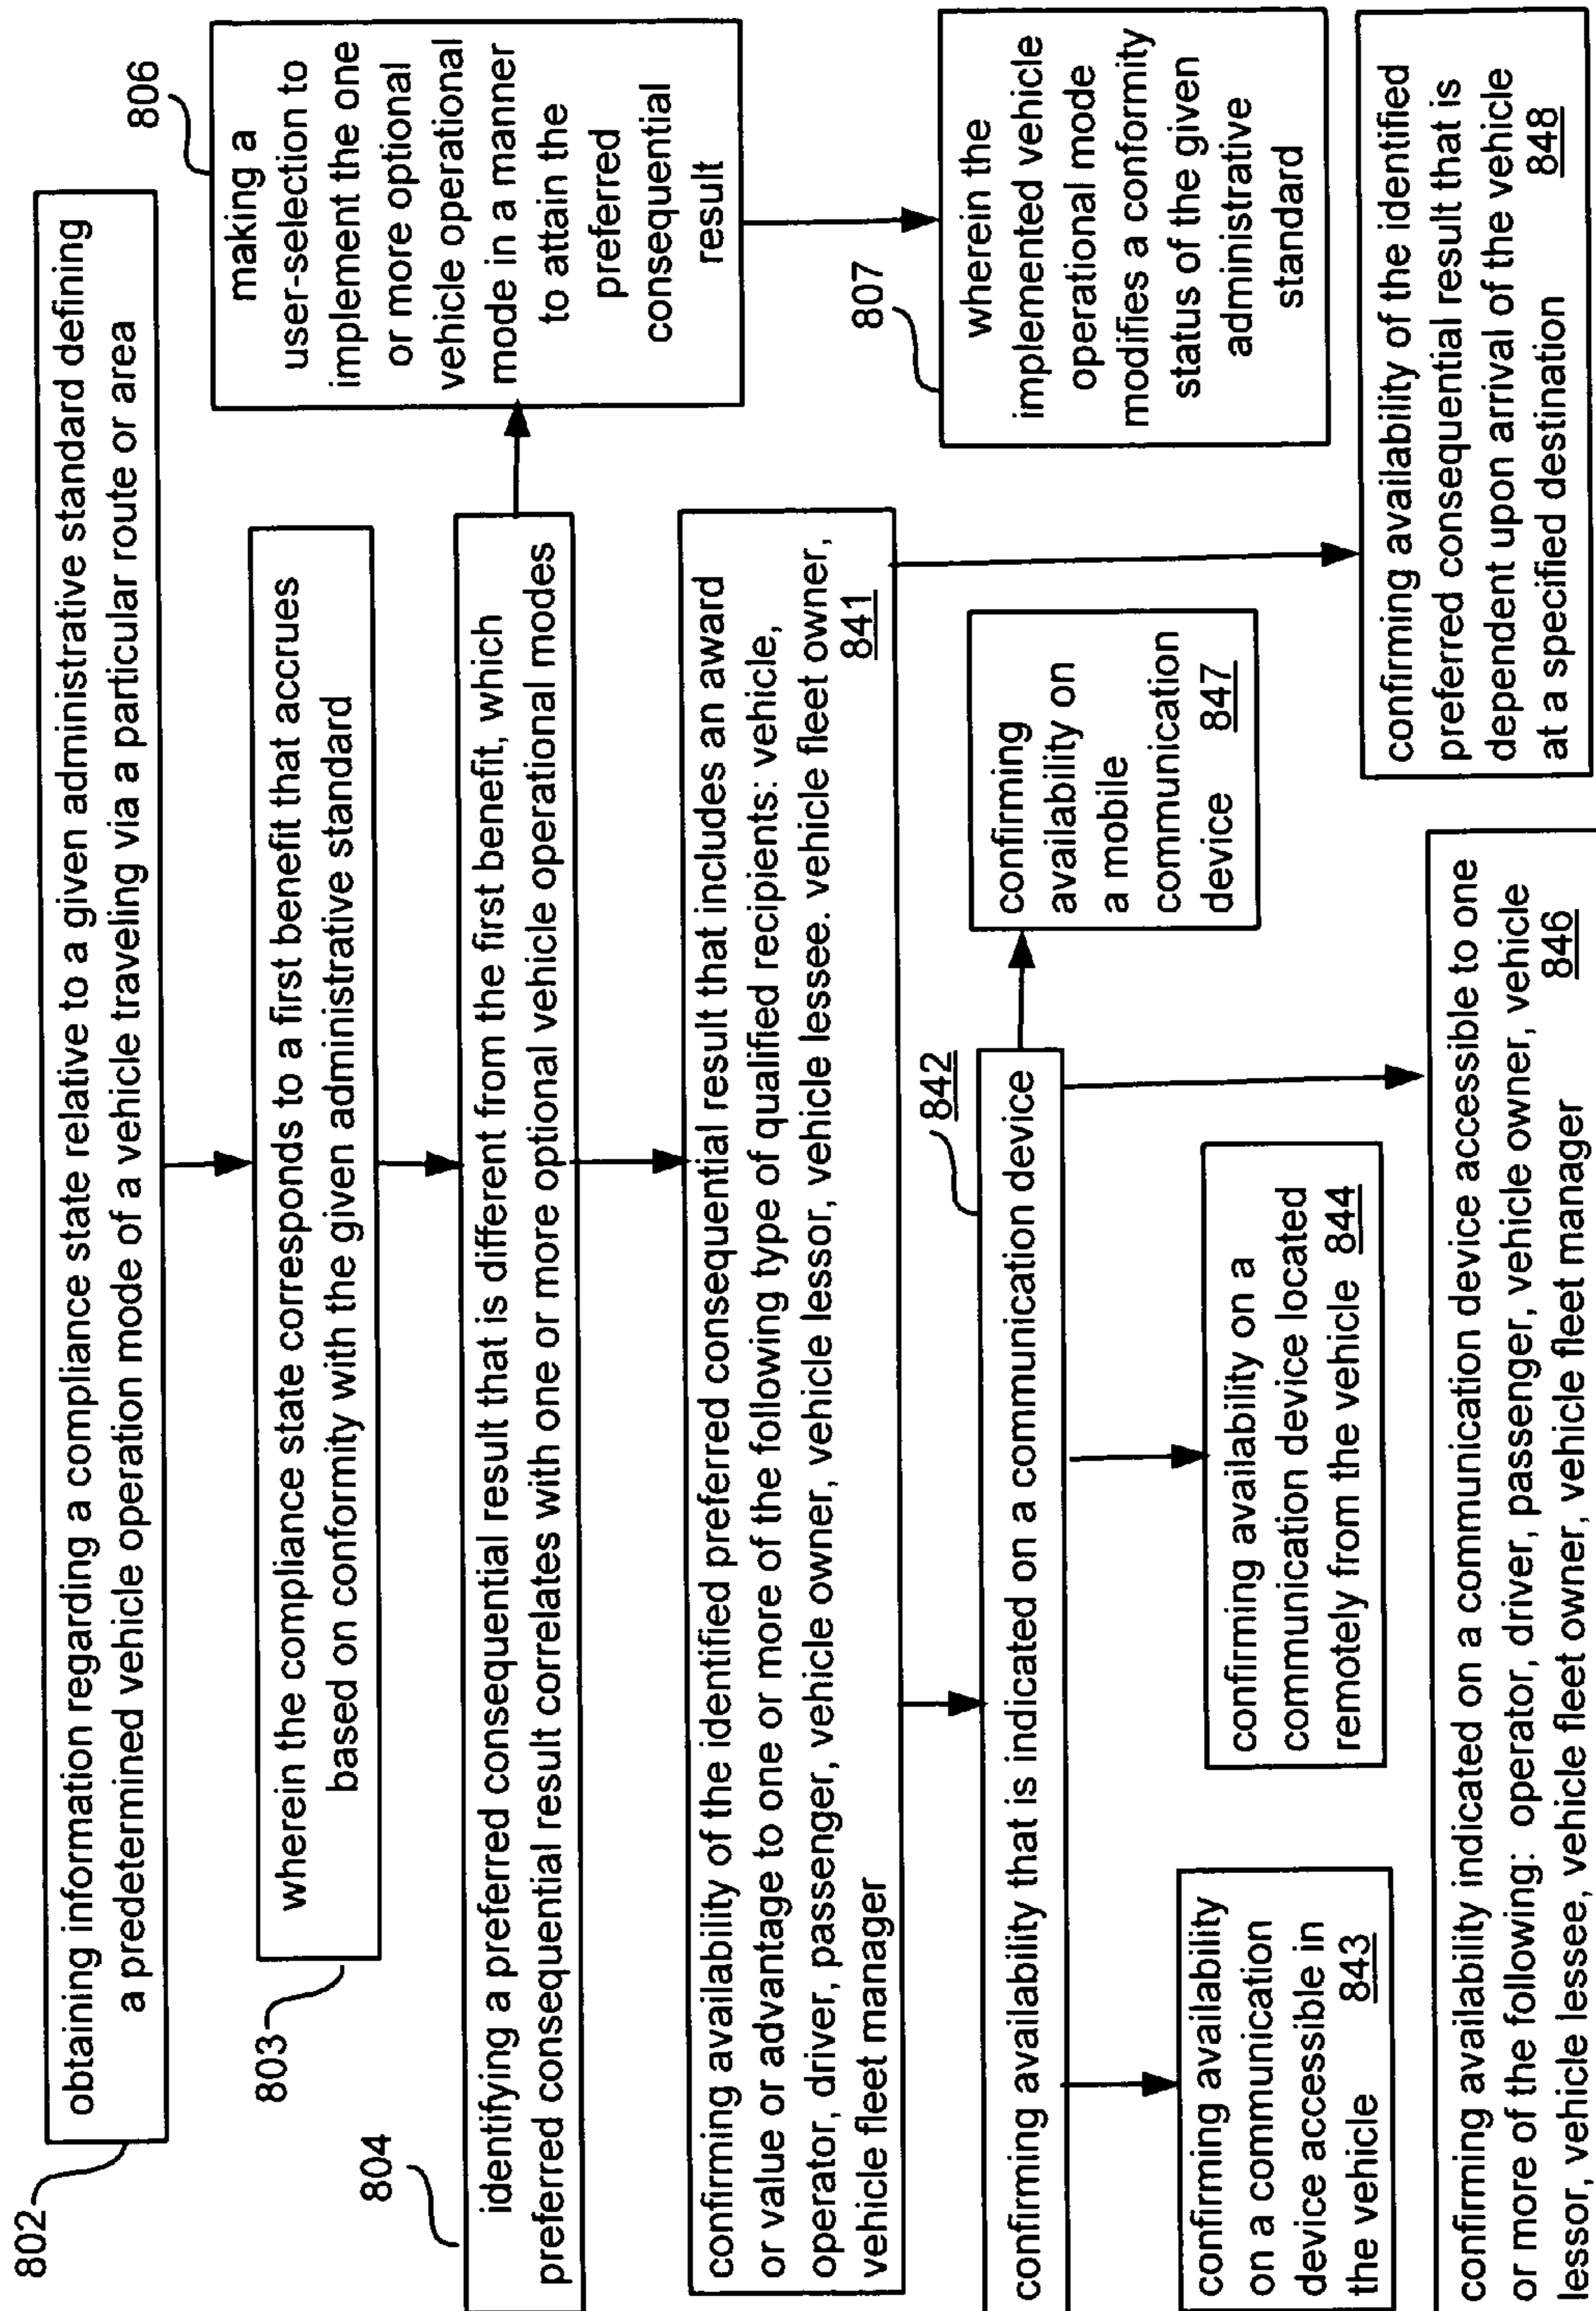 802
obtaining information regarding a compliance state relative to a given administrative standard defining
a predetermined vehicle operation mode of a vehicle traveling via a particular route or area
803
wherein the compliance state corresponds to a first benefit that accrues
based on conformity with the given administrative standard
804
identifying a preferred consequential result that is different from the first benefit, which
preferred consequential result correlates with one or more optional vehicle operational modes
806
making a
user-selection to
implement the one
or more optional
vehicle operational
mode in a manner
to attain the
preferred
consequential
result
807
wherein the
implemented vehicle
operational mode
modifies a conformity
status of the given
administrative
standard
confirming availability of the identified preferred consequential result that includes an award
or value or advantage to one or more of the following type of qualified recipients: vehicle,
operator, driver, passenger, vehicle owner, vehicle lessor, vehicle lessee. vehicle fleet owner,
vehicle fleet manager 841
842
confirming availability that is indicated on a communication device
confirming availability
on a communication
device accessible in
the vehicle 843
confirming availability on a
communication device located
remotely from the vehicle 844
confirming
availability on
a mobile
communication
device 847
confirming availability indicated on a communication device accessible to one
or more of the following: operator, driver, passenger, vehicle owner, vehicle
lessor, vehicle lessee, vehicle fleet owner, vehicle fleet manager 846
confirming availability of the identified
preferred consequential result that is
dependent upon arrival of the vehicle
at a specified destination 848